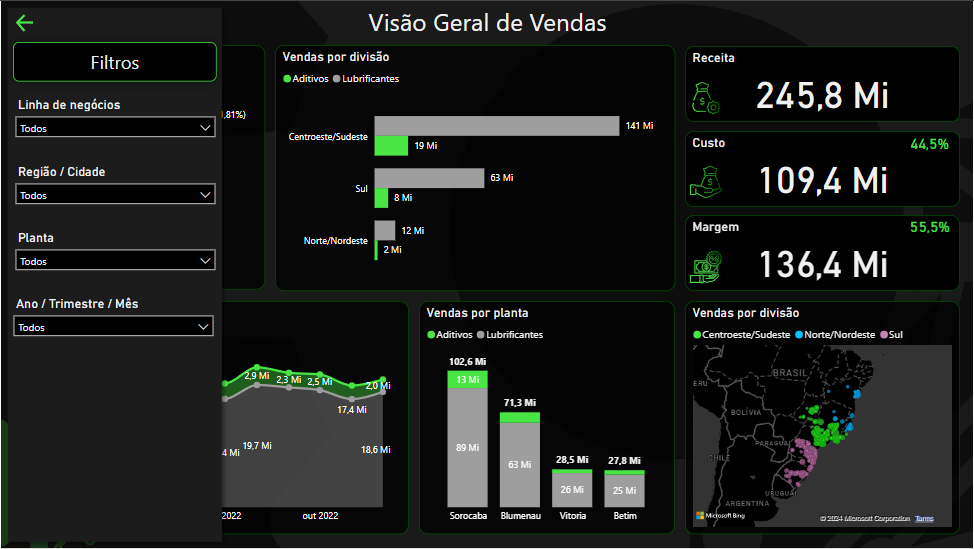 Visão Geral de Vendas
Filtros
Linha de negócios
Todos
Região / Cidade
Todos
Planta
Todos
Ano / Trimestre / Mês
Todos
,81%)
Vendas por divisão
Aditivos Lubrificantes
Centroeste/Sudeste
141 Mi
19 Mi
Sul
63 Mi
8 Mi
Norte/Nordeste
12 Mi
2 Mi
Receita
245,8 Mi
Custo
44,5%
109,4 Mi
Margem
55,5%
136,4 Mi
2,9 Mi
2,3 Mi
2,5 Mi
2,0 Mi
17,4 Mi
4 Mi
19,7 Mi
18,6 Mi
2022
out 2022
Vendas por planta
Aditivos Lubrificantes
102,6 Mi
13 Mi
89 Mi
71,3 Mi
63 Mi
28,5 Mi
26 Mi
27,8 Mi
25 Mi
Sorocaba Blumenau Vitoria Betim
Vendas por divisão
Centroeste/Sudeste Norte/Nordeste Sul
BRASIL
ERU
BOLÍVIA
PARAGUAI
CHILE
URUGUAI
ARGENTINA
Microsoft Bing
© 2024 Microsoft Corporation Terms